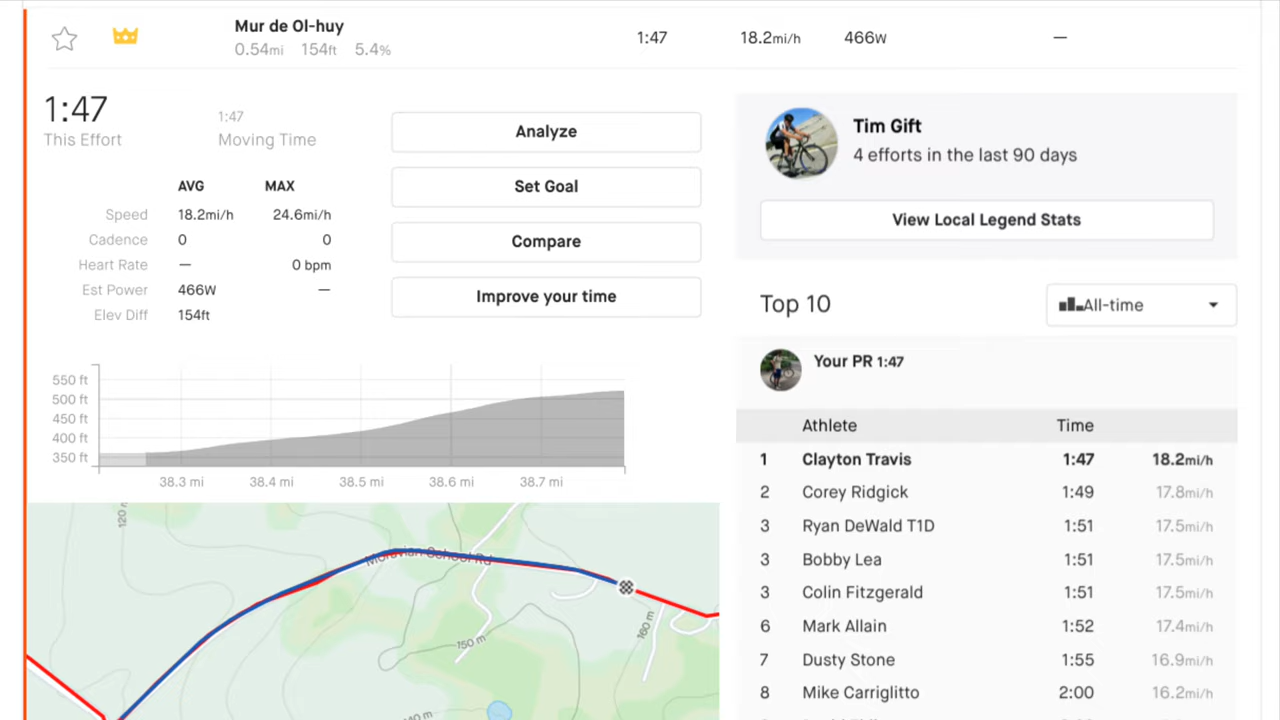 Mur de Ol-huy
0.54mi 154ft 5.4%
1:47 18.2mi/h 466W —
1:47
This Effort
1:47
Moving Time
AVG MAX
Speed 18.2mi/h 24.6mi/h
Cadence 0 0
Heart Rate — 0 bpm
Est Power 466W —
Elev Diff 154ft
Analyze
Set Goal
Compare
Improve your time
550 ft
500 ft
450 ft
400 ft
350 ft
38.3 mi 38.4 mi 38.5 mi 38.6 mi 38.7 mi
120 m
Moravian School Rd
150 m
160 m
140 m
Tim Gift
4 efforts in the last 90 days
View Local Legend Stats
Top 10
All-time
Your PR 1:47
Athlete Time
1 Clayton Travis 1:47 18.2mi/h
2 Corey Ridgick 1:49 17.8mi/h
3 Ryan DeWald T1D 1:51 17.5mi/h
3 Bobby Lea 1:51 17.5mi/h
3 Colin Fitzgerald 1:51 17.5mi/h
6 Mark Allain 1:52 17.4mi/h
7 Dusty Stone 1:55 16.9mi/h
8 Mike Carriglitto 2:00 16.2mi/h